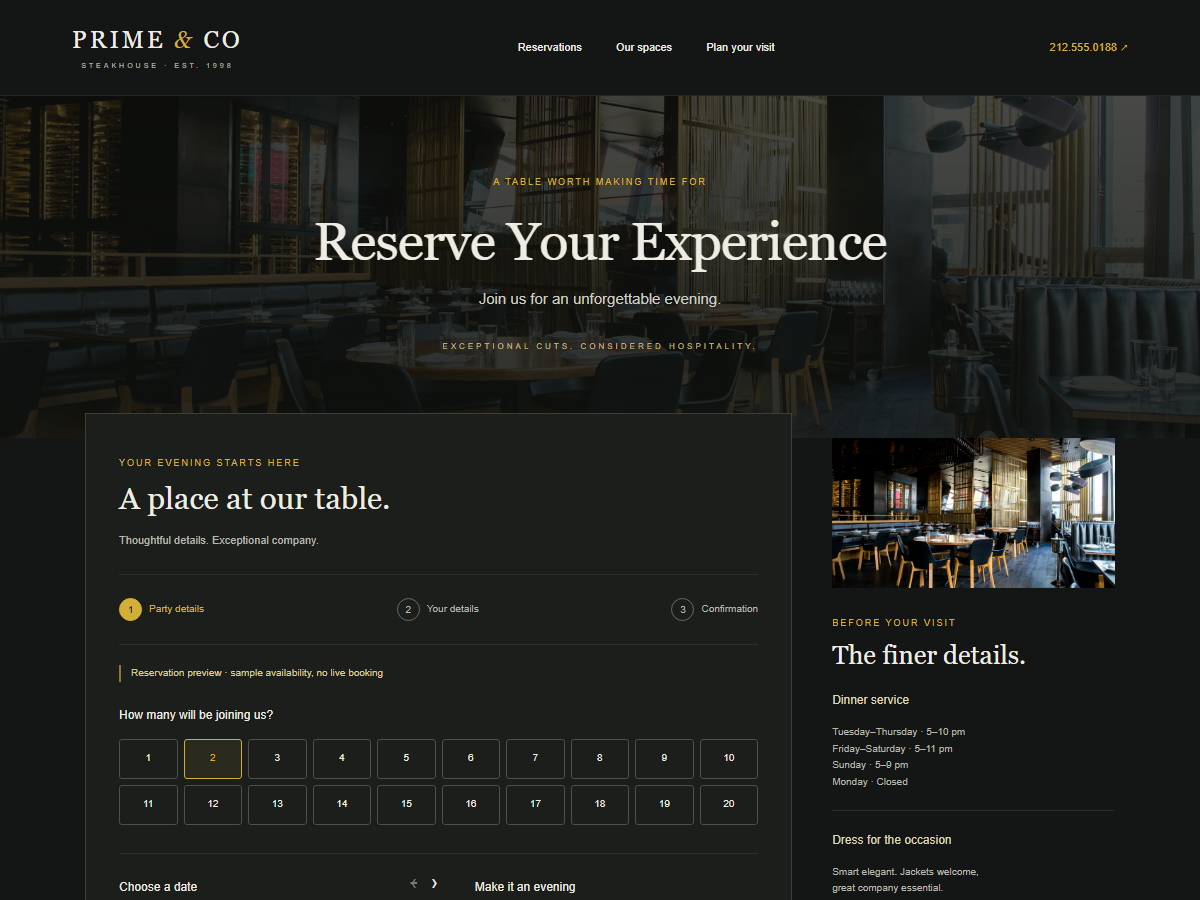 PRIME & CO
STEAKHOUSE · EST. 1998
Reservations
Our spaces
Plan your visit
212.555.0188 ↗
A TABLE WORTH MAKING TIME FOR
Reserve Your Experience
Join us for an unforgettable evening.
EXCEPTIONAL CUTS. CONSIDERED HOSPITALITY.
YOUR EVENING STARTS HERE
A place at our table.
Thoughtful details. Exceptional company.
1 Party details
2 Your details
3 Confirmation
Reservation preview · sample availability, no live booking
How many will be joining us?
1 2 3 4 5 6 7 8 9 10
11 12 13 14 15 16 17 18 19 20
Choose a date
Make it an evening
BEFORE YOUR VISIT
The finer details.
Dinner service
Tuesday–Thursday · 5–10 pm
Friday–Saturday · 5–11 pm
Sunday · 5–9 pm
Monday · Closed
Dress for the occasion
Smart elegant. Jackets welcome,
great company essential.